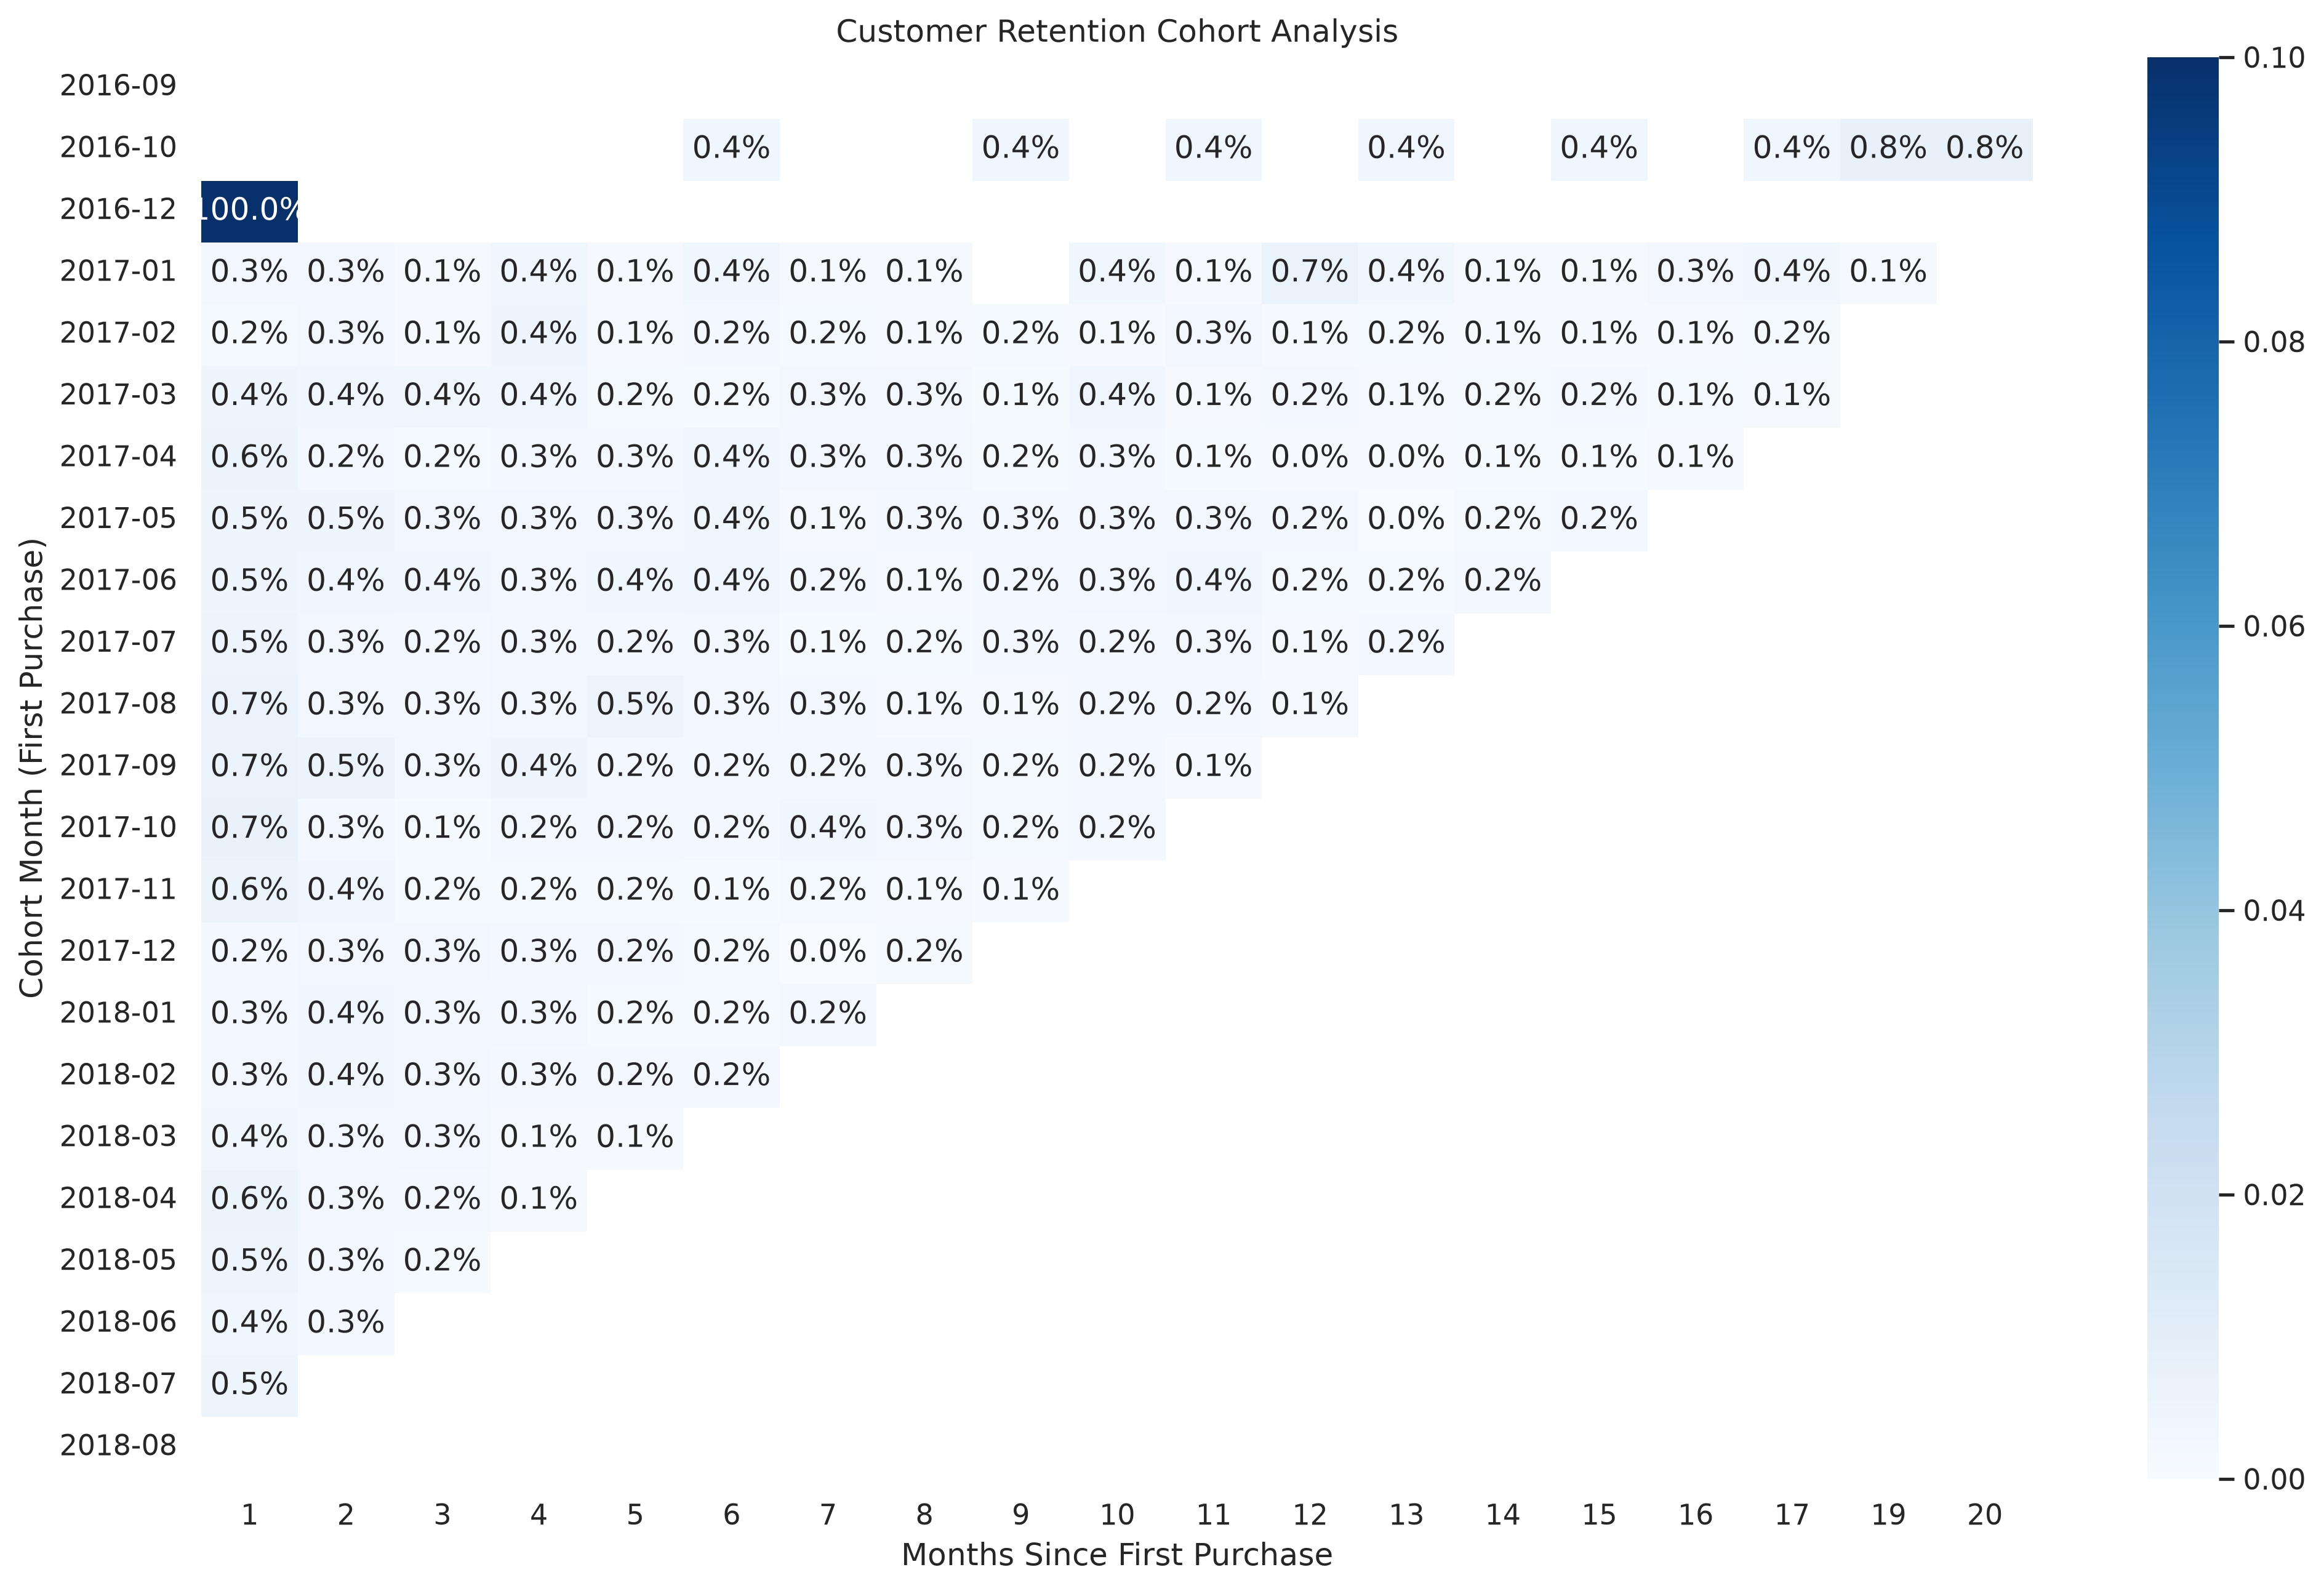 Customer Retention Cohort Analysis
2016-09
2016-10 0.4% 0.4% 0.4% 0.4% 0.4% 0.4% 0.8% 0.8%
2016-12 100.0%
2017-01 0.3% 0.3% 0.1% 0.4% 0.1% 0.4% 0.1% 0.1% 0.4% 0.1% 0.7% 0.4% 0.1% 0.1% 0.3% 0.4% 0.1%
2017-02 0.2% 0.3% 0.1% 0.4% 0.1% 0.2% 0.2% 0.1% 0.2% 0.1% 0.3% 0.1% 0.2% 0.1% 0.1% 0.1% 0.2%
2017-03 0.4% 0.4% 0.4% 0.4% 0.2% 0.2% 0.3% 0.3% 0.1% 0.4% 0.1% 0.2% 0.1% 0.2% 0.2% 0.1% 0.1%
2017-04 0.6% 0.2% 0.2% 0.3% 0.3% 0.4% 0.3% 0.3% 0.2% 0.3% 0.1% 0.0% 0.0% 0.1% 0.1% 0.1%
2017-05 0.5% 0.5% 0.3% 0.3% 0.3% 0.4% 0.1% 0.3% 0.3% 0.3% 0.3% 0.2% 0.0% 0.2% 0.2%
2017-06 0.5% 0.4% 0.4% 0.3% 0.4% 0.4% 0.2% 0.1% 0.2% 0.3% 0.4% 0.2% 0.2% 0.2%
2017-07 0.5% 0.3% 0.2% 0.3% 0.2% 0.3% 0.1% 0.2% 0.3% 0.2% 0.3% 0.1% 0.2%
2017-08 0.7% 0.3% 0.3% 0.3% 0.5% 0.3% 0.3% 0.1% 0.1% 0.2% 0.2% 0.1%
2017-09 0.7% 0.5% 0.3% 0.4% 0.2% 0.2% 0.2% 0.3% 0.2% 0.2% 0.1%
2017-10 0.7% 0.3% 0.1% 0.2% 0.2% 0.2% 0.4% 0.3% 0.2% 0.2%
2017-11 0.6% 0.4% 0.2% 0.2% 0.2% 0.1% 0.2% 0.1% 0.1%
2017-12 0.2% 0.3% 0.3% 0.3% 0.2% 0.2% 0.0% 0.2%
2018-01 0.3% 0.4% 0.3% 0.3% 0.2% 0.2% 0.2%
2018-02 0.3% 0.4% 0.3% 0.3% 0.2% 0.2%
2018-03 0.4% 0.3% 0.3% 0.1% 0.1%
2018-04 0.6% 0.3% 0.2% 0.1%
2018-05 0.5% 0.3% 0.2%
2018-06 0.4% 0.3%
2018-07 0.5%
2018-08
1 2 3 4 5 6 7 8 9 10 11 12 13 14 15 16 17 19 20
Months Since First Purchase
Cohort Month (First Purchase)
0.10
0.08
0.06
0.04
0.02
0.00